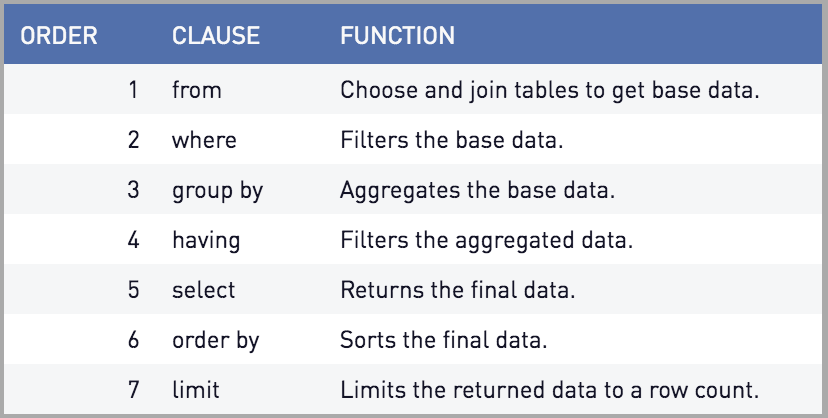 ORDER CLAUSE FUNCTION
1 from Choose and join tables to get base data.
2 where Filters the base data.
3 group by Aggregates the base data.
4 having Filters the aggregated data.
5 select Returns the final data.
6 order by Sorts the final data.
7 limit Limits the returned data to a row count.